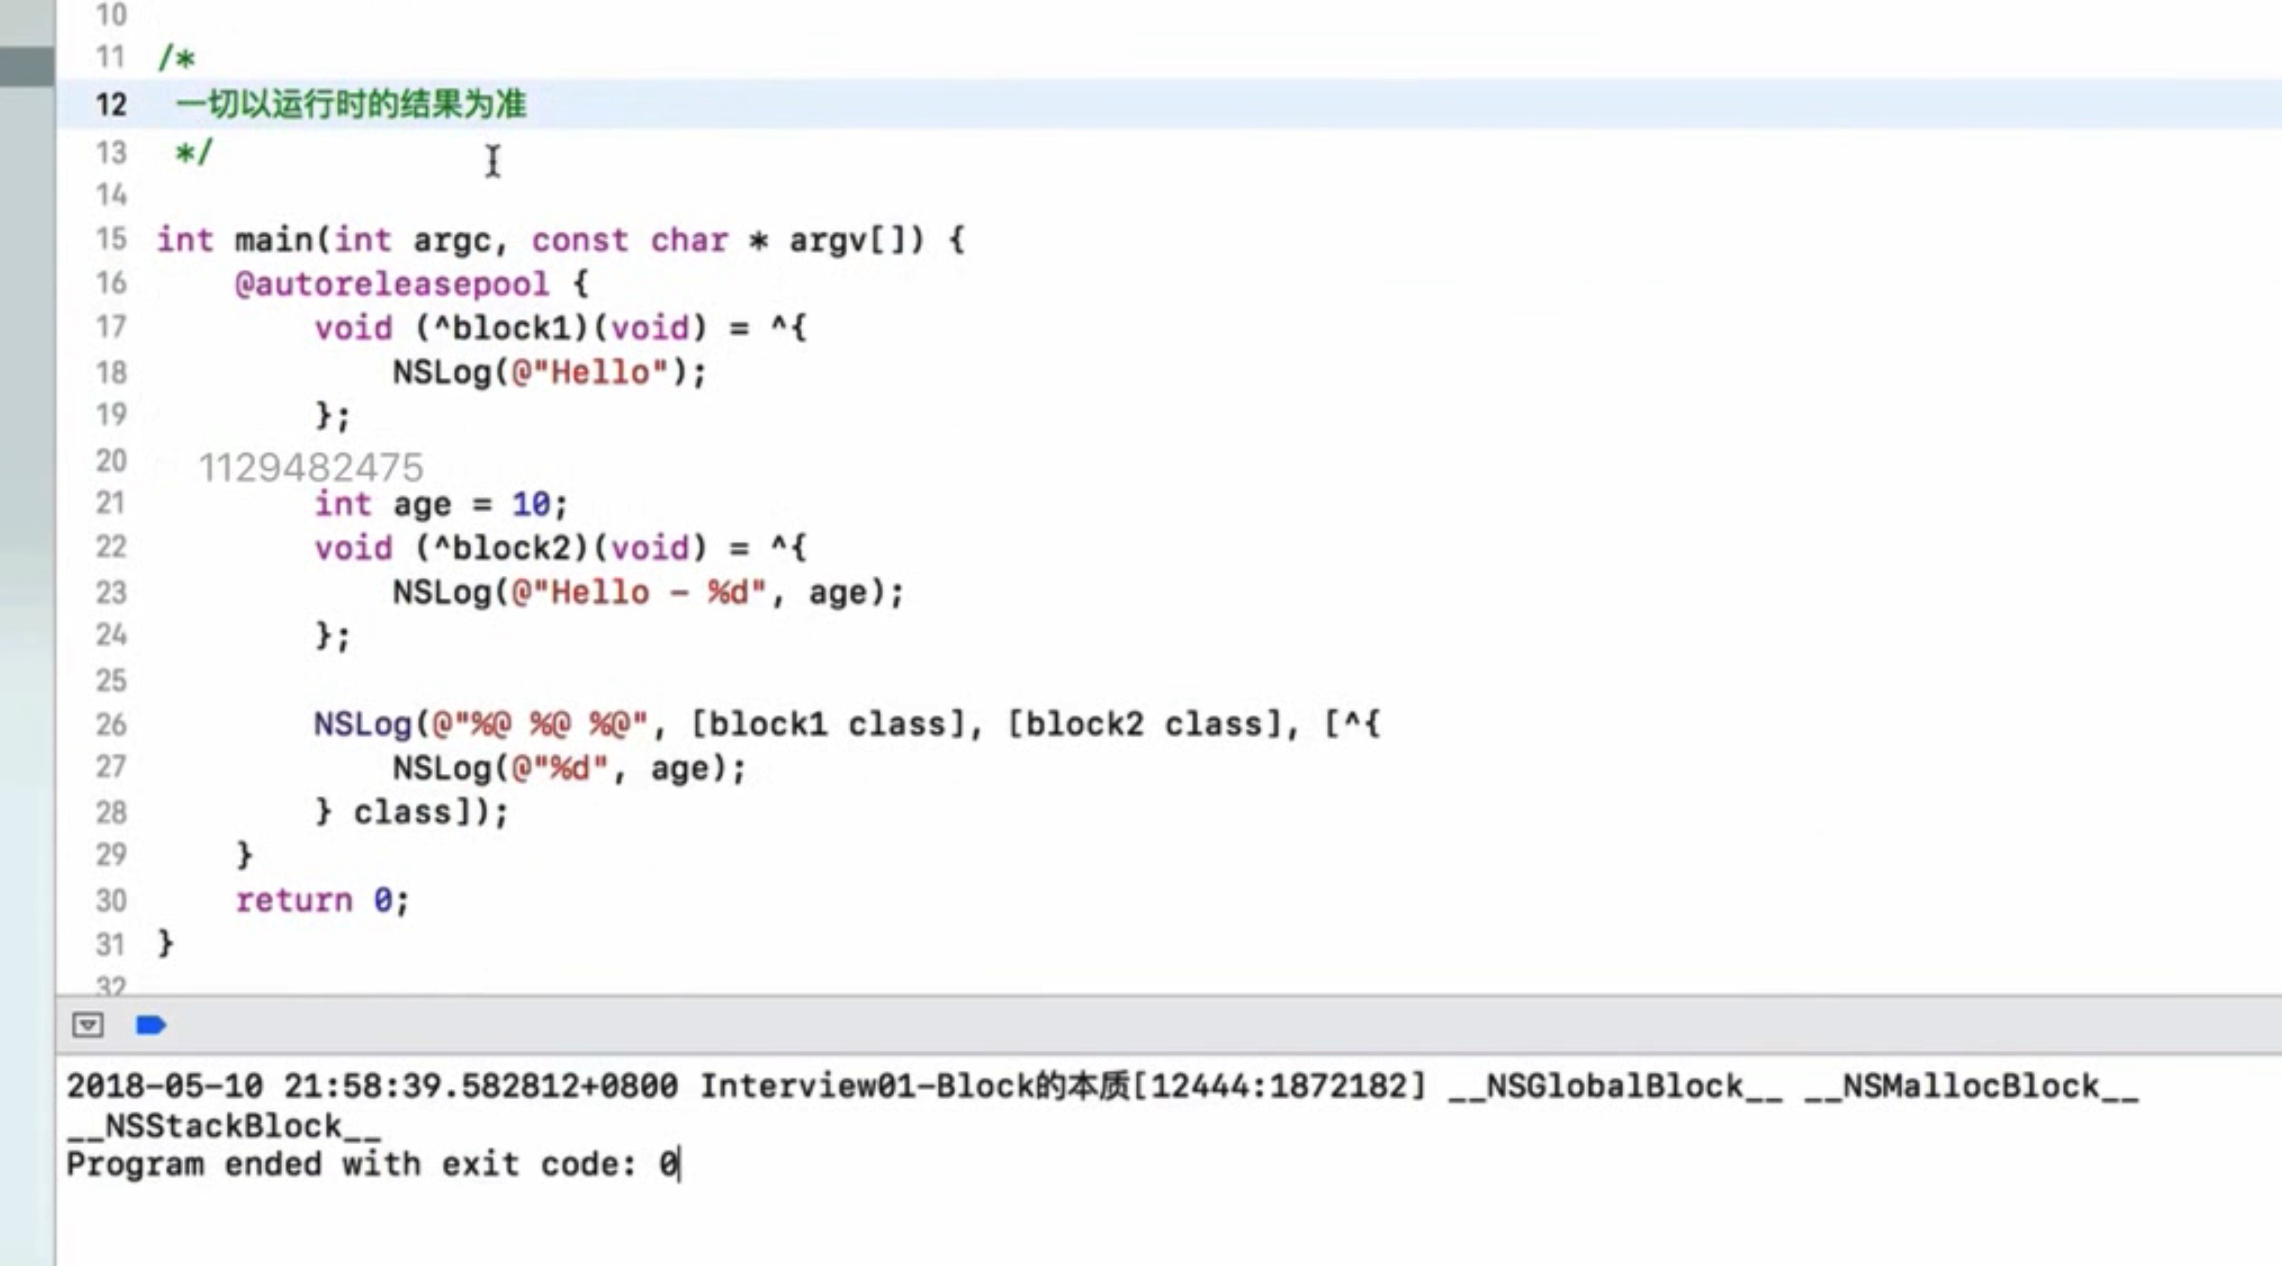 10
11 /*
12  一切以运行时的结果为准
13  */
14
15 int main(int argc, const char * argv[]) {
16     @autoreleasepool {
17         void (^block1)(void) = ^{
18             NSLog(@"Hello");
19         };
20
1129482475
21         int age = 10;
22         void (^block2)(void) = ^{
23             NSLog(@"Hello - %d", age);
24         };
25
26         NSLog(@"%@ %@ %@", [block1 class], [block2 class], [^{
27             NSLog(@"%d", age);
28         } class]);
29     }
30     return 0;
31 }
32
2018-05-10 21:58:39.582812+0800 Interview01-Block的本质[12444:1872182] __NSGlobalBlock__ __NSMallocBlock__
__NSStackBlock__
Program ended with exit code: 0